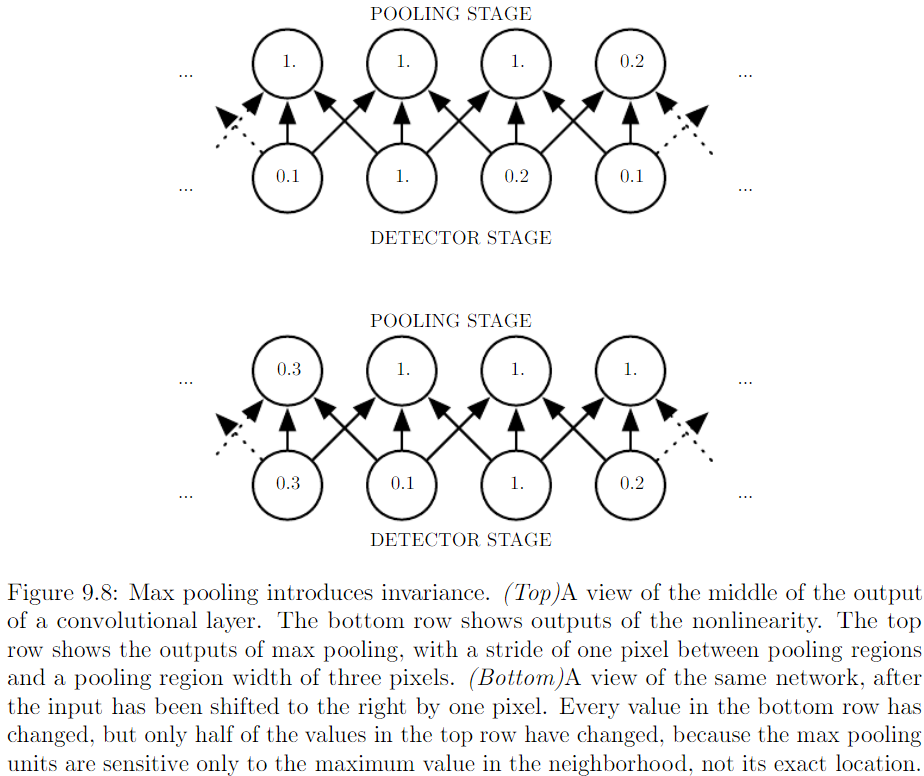 POOLING STAGE
... 1. 1. 1. 0.2 ...
... 0.1 1. 0.2 0.1 ...
DETECTOR STAGE
POOLING STAGE
... 0.3 1. 1. 1. ...
... 0.3 0.1 1. 0.2 ...
DETECTOR STAGE
Figure 9.8: Max pooling introduces invariance. (Top)A view of the middle of the output
of a convolutional layer. The bottom row shows outputs of the nonlinearity. The top
row shows the outputs of max pooling, with a stride of one pixel between pooling regions
and a pooling region width of three pixels. (Bottom)A view of the same network, after
the input has been shifted to the right by one pixel. Every value in the bottom row has
changed, but only half of the values in the top row have changed, because the max pooling
units are sensitive only to the maximum value in the neighborhood, not its exact location.